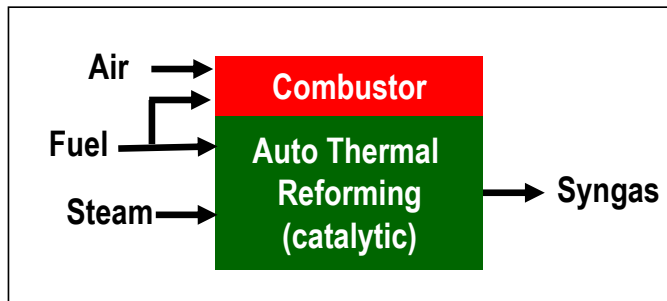 Air
Combustor
Fuel
Auto Thermal
Reforming
(catalytic)
Steam
Syngas